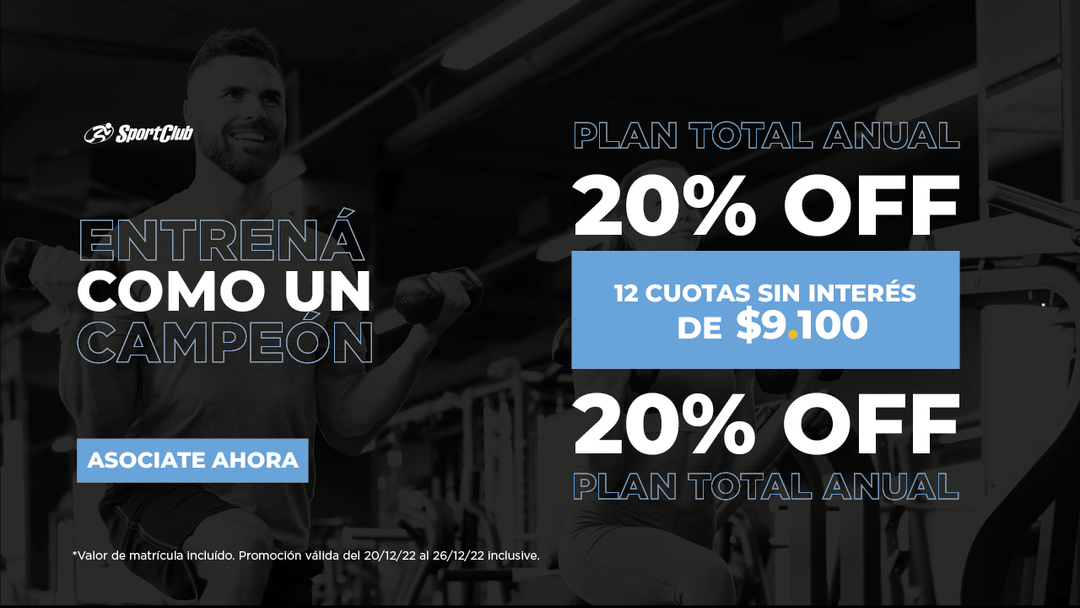 SportClub
ENTRENÁ
COMO UN
CAMPEÓN
ASOCIATE AHORA
*Valor de matrícula incluído. Promoción válida del 20/12/22 al 26/12/22 inclusive.
PLAN TOTAL ANUAL
20% OFF
12 CUOTAS SIN INTERÉS
DE $9.100
20% OFF
PLAN TOTAL ANUAL